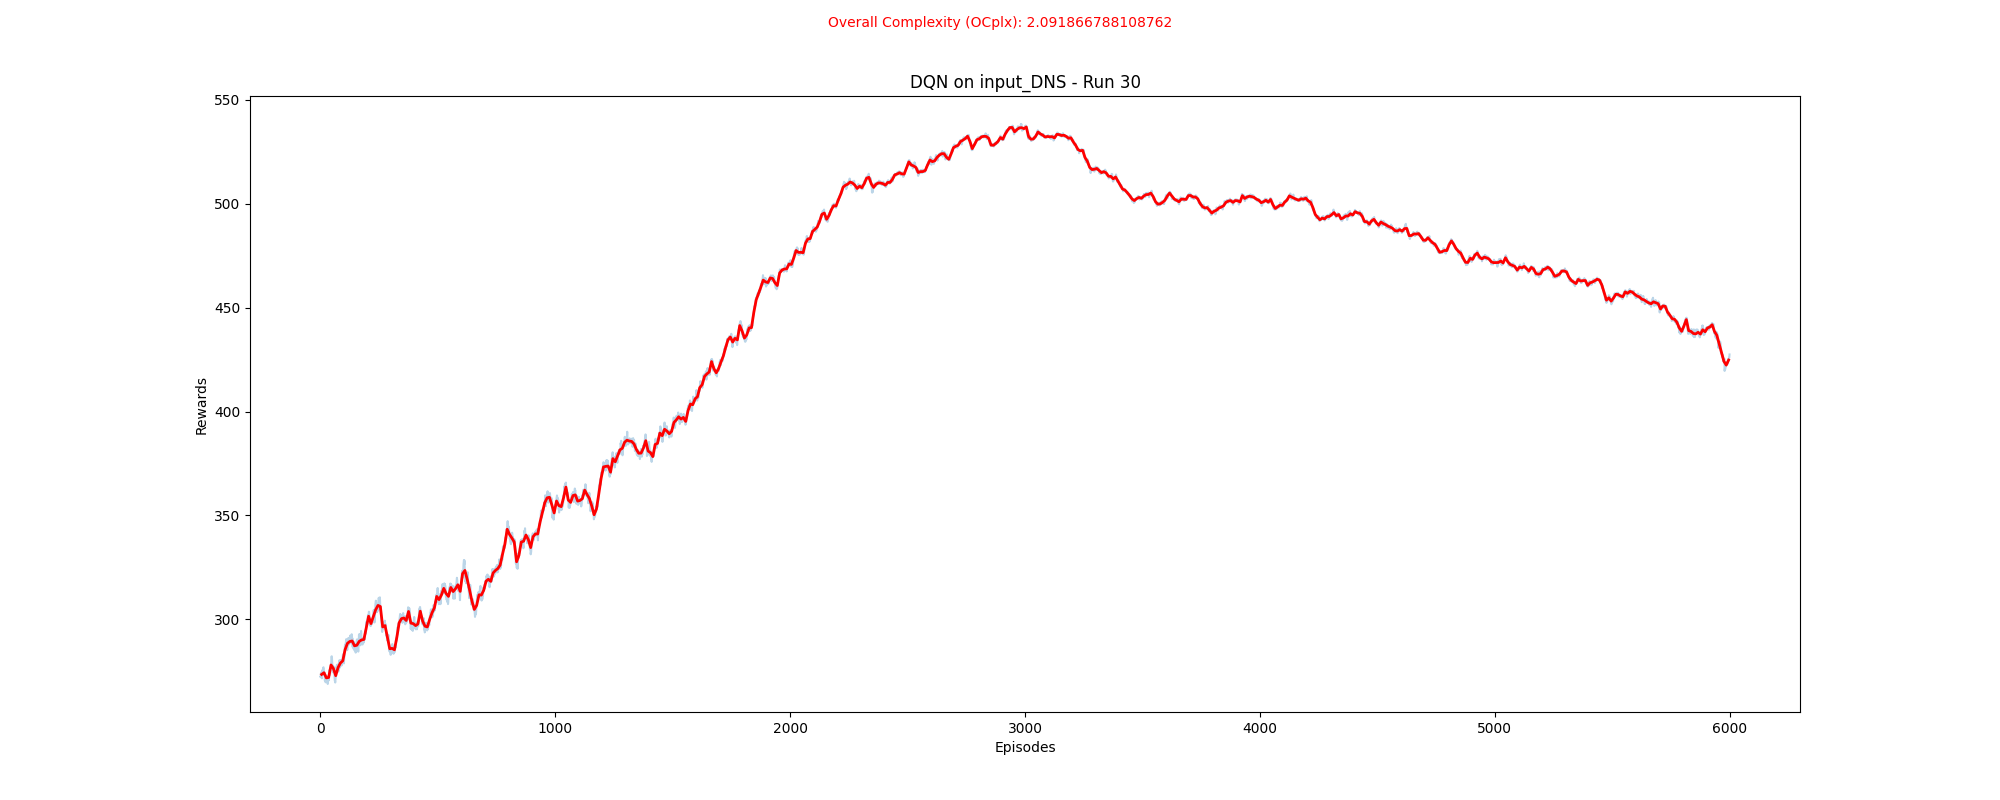 Overall Complexity (OCplx): 2.091866788108762
DQN on input_DNS - Run 30
550
500
450
400
350
300
Rewards
0 1000 2000 3000 4000 5000 6000
Episodes